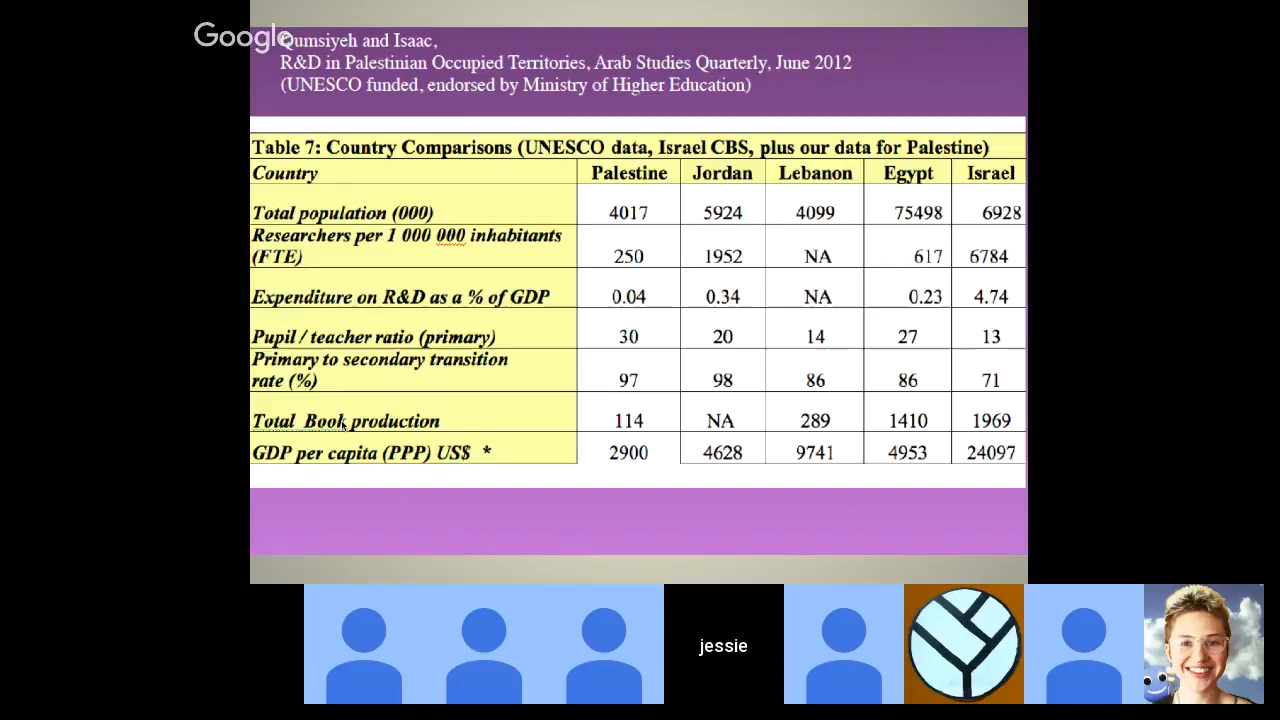 Google
Qumsiyeh and Isaac,
R&D in Palestinian Occupied Territories, Arab Studies Quarterly, June 2012
(UNESCO funded, endorsed by Ministry of Higher Education)
Table 7: Country Comparisons (UNESCO data, Israel CBS, plus our data for Palestine)
Country Palestine Jordan Lebanon Egypt Israel
Total population (000) 4017 5924 4099 75498 6928
Researchers per 1 000 000 inhabitants
(FTE) 250 1952 NA 617 6784
Expenditure on R&D as a % of GDP 0.04 0.34 NA 0.23 4.74
Pupil / teacher ratio (primary) 30 20 14 27 13
Primary to secondary transition
rate (%) 97 98 86 86 71
Total Book production 114 NA 289 1410 1969
GDP per capita (PPP) US$ * 2900 4628 9741 4953 24097
jessie